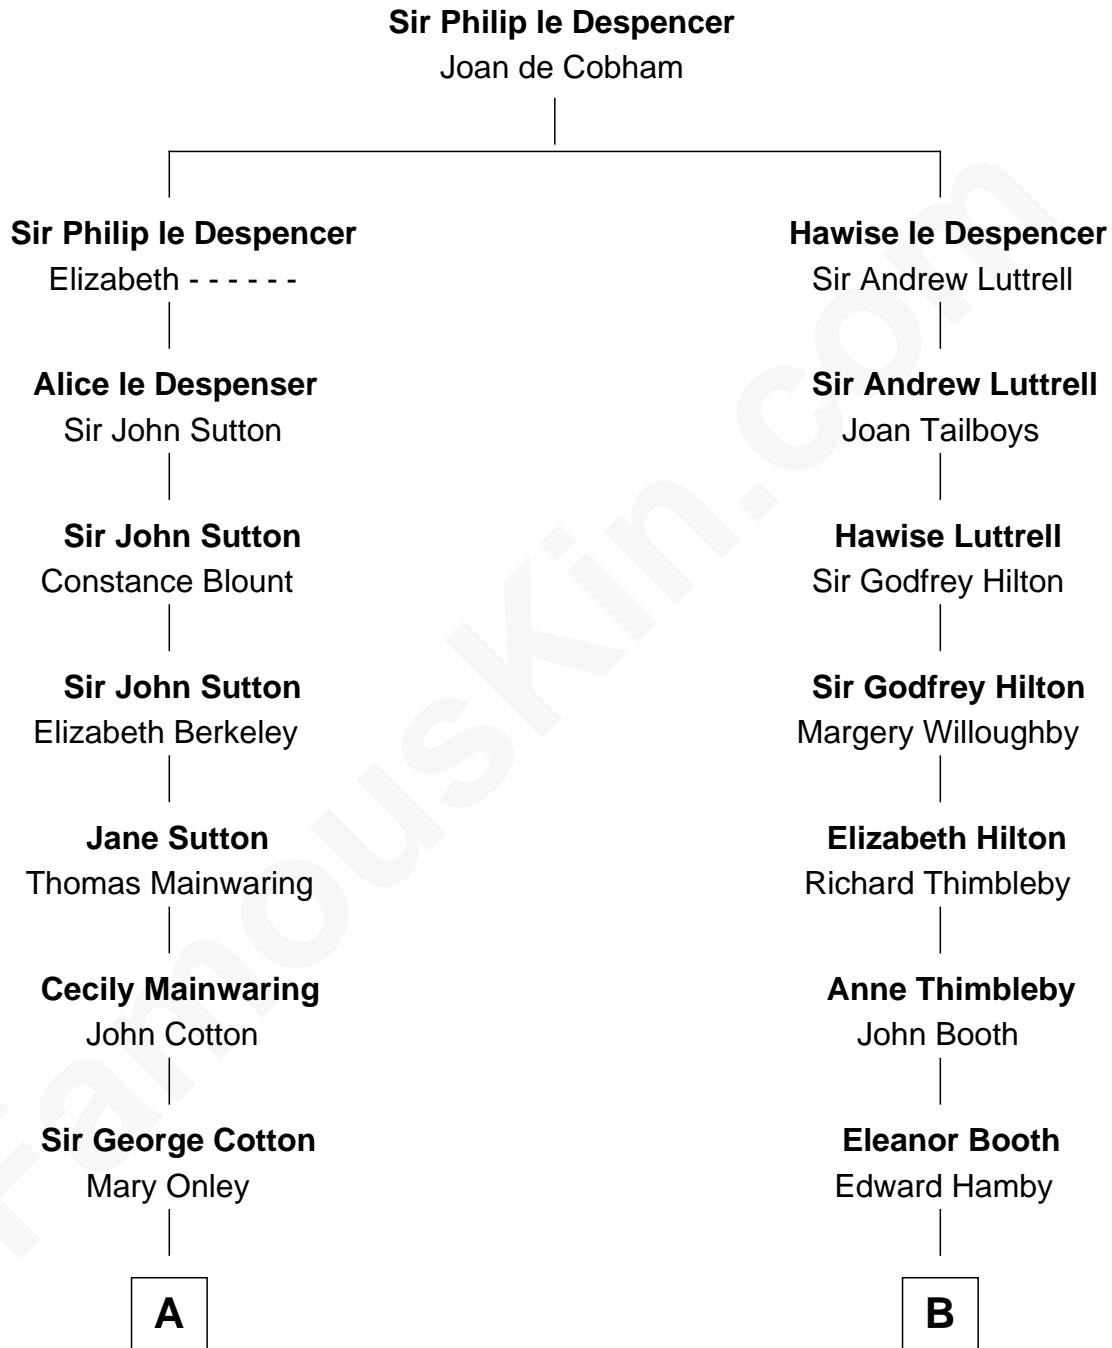 Sir Philip le Despencer
Joan de Cobham
Sir Philip le Despencer
Elizabeth - - - - - -
Alice le Despenser
Sir John Sutton
Sir John Sutton
Constance Blount
Sir John Sutton
Elizabeth Berkeley
Jane Sutton
Thomas Mainwaring
Cecily Mainwaring
John Cotton
Sir George Cotton
Mary Onley
A
Hawise le Despencer
Sir Andrew Luttrell
Sir Andrew Luttrell
Joan Tailboys
Hawise Luttrell
Sir Godfrey Hilton
Sir Godfrey Hilton
Margery Willoughby
Elizabeth Hilton
Richard Thimbleby
Anne Thimbleby
John Booth
Eleanor Booth
Edward Hamby
B
FamousKin.com